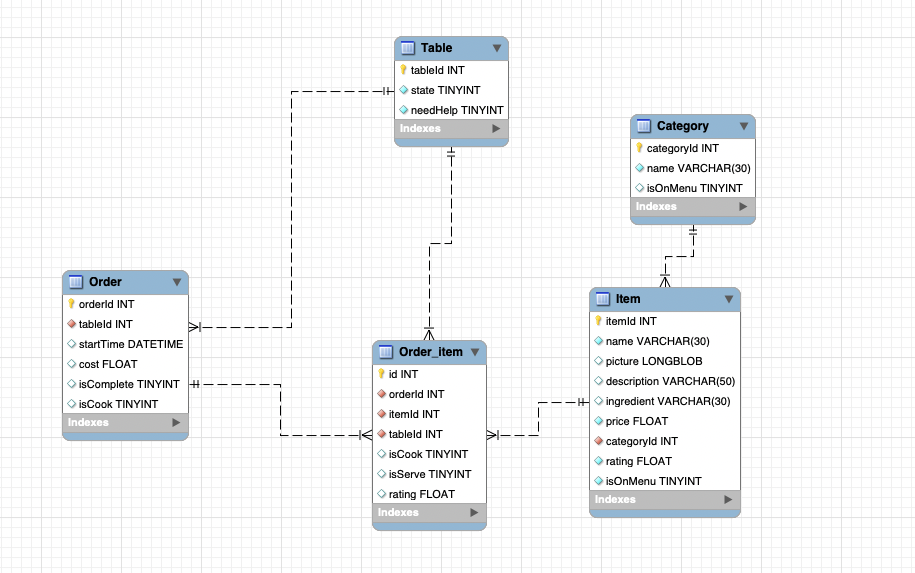 Table
tableId INT
state TINYINT
needHelp TINYINT
Indexes
Category
categoryId INT
name VARCHAR(30)
isOnMenu TINYINT
Indexes
Order
orderId INT
tableId INT
startTime DATETIME
cost FLOAT
isComplete TINYINT
isCook TINYINT
Indexes
Order_item
id INT
orderId INT
itemId INT
tableId INT
isCook TINYINT
isServe TINYINT
rating FLOAT
Indexes
Item
itemId INT
name VARCHAR(30)
picture LONGBLOB
description VARCHAR(50)
ingredient VARCHAR(30)
price FLOAT
categoryId INT
rating FLOAT
isOnMenu TINYINT
Indexes